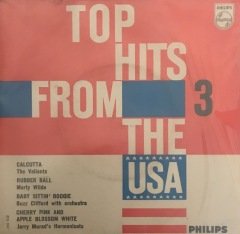 PHILIPS
TOP
HITS
FROM 3
THE
USA
CALCUTTA
The Valiants
RUBBER BALL
Marty Wilde
BABY SITTIN' BOOGIE
Buzz Clifford with orchestra
CHERRY PINK AND
APPLE BLOSSOM WHITE
Jerry Murad's Harmonicats
PHILIPS